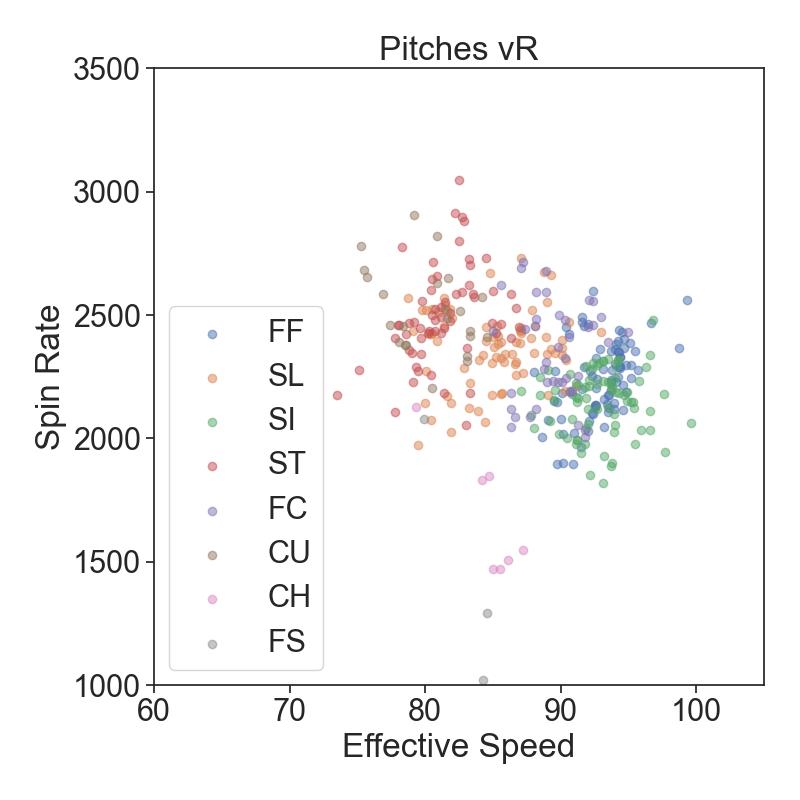 Pitches vR
3500
3000
2500
2000
1500
1000
Spin Rate
FF
SL
SI
ST
FC
CU
CH
FS
60 70 80 90 100
Effective Speed